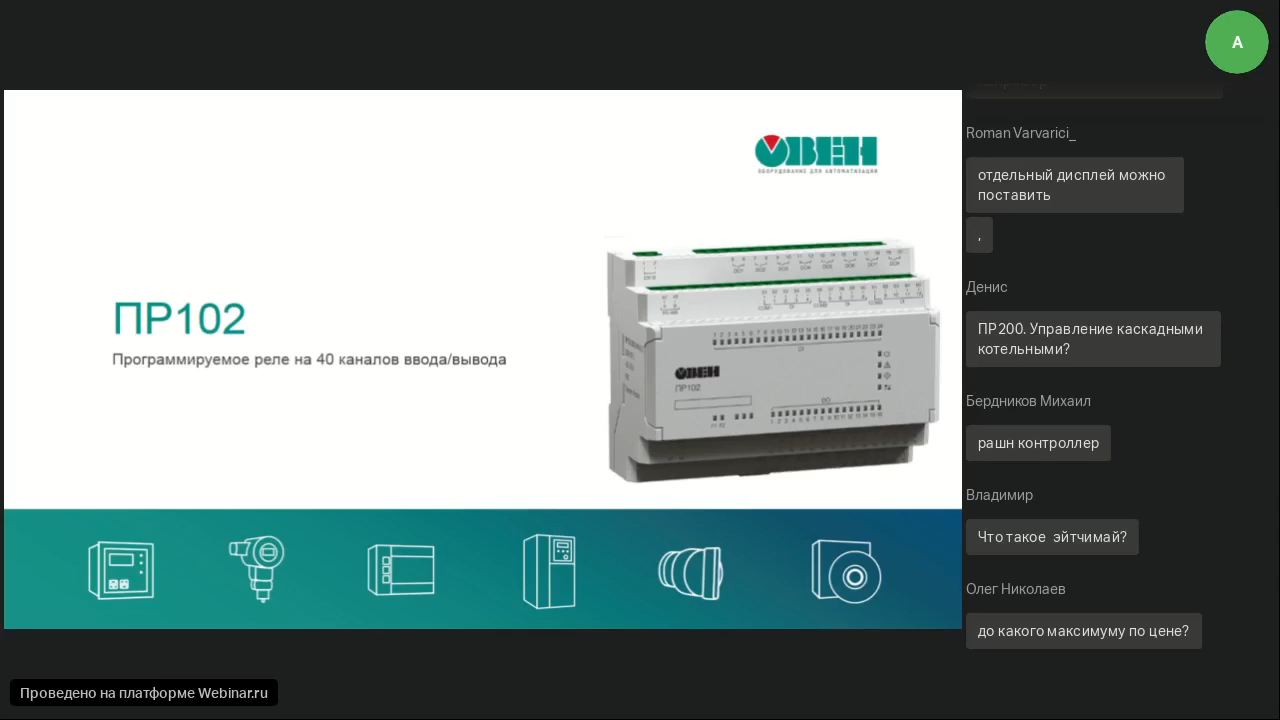 A
ОВЕН
ОБОРУДОВАНИЕ ДЛЯ АВТОМАТИЗАЦИИ
ПР102
Программируемое реле на 40 каналов ввода/вывода
ОВЕН
ПР102
Roman Varvarici_
отдельный дисплей можно
поставить
,
Денис
ПР200. Управление каскадными
котельными?
Бердников Михаил
рашн контроллер
Владимир
Что такое  эйтчимай?
Олег Николаев
до какого максимуму по цене?
Проведено на платформе Webinar.ru